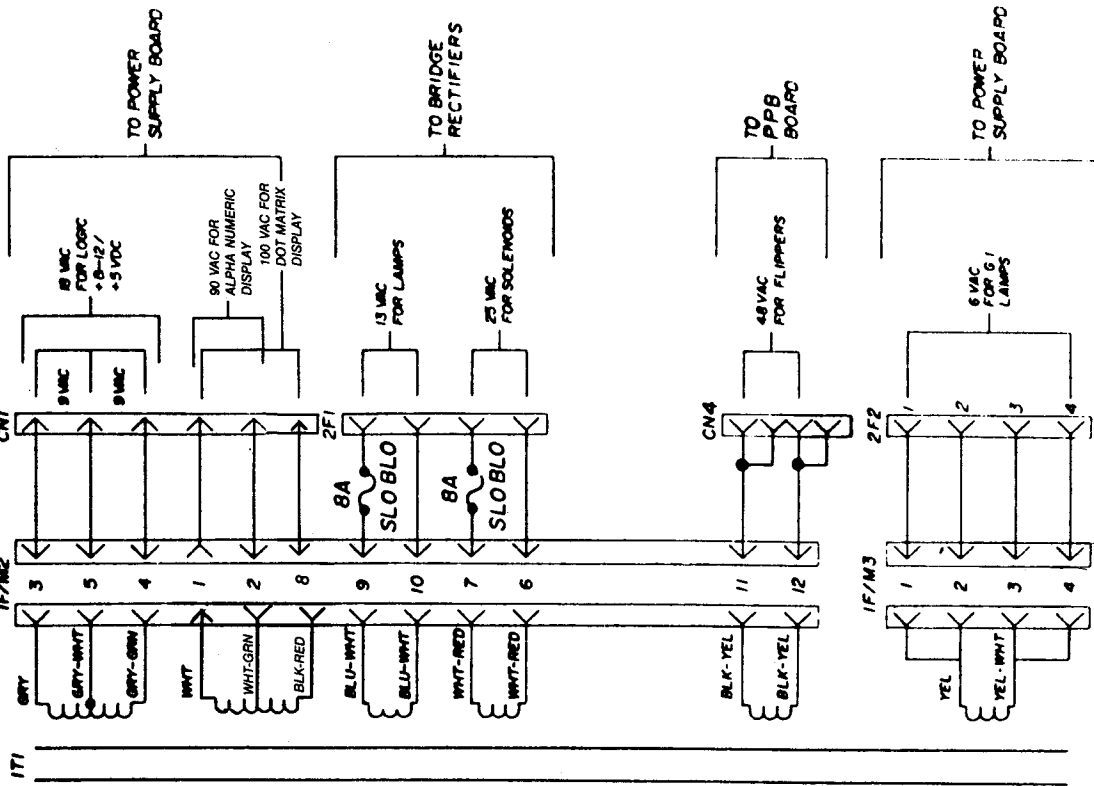 1T1
GRY
GRY-WHT
GRY-GRN
WHT
WHT-GRN
BLK-RED
BLU-WHT
BLU-WHT
WHT-RED
WHT-RED
BLK-YEL
BLK-YEL
YEL
YEL-WHT
1F/M2
3
5
4
1
2
8
9
10
7
6
11
12
1F/M3
1
2
3
4
8A
SLO BLO
8A
SLO BLO
CN1
2F1
CN4
2F2
1
2
3
4
9 VAC
9 VAC
18 VAC
FOR LOGIC
+8-12/
+5 VDC
90 VAC FOR
ALPHA NUMERIC
DISPLAY
100 VAC FOR
DOT MATRIX
DISPLAY
13 VAC
FOR LAMPS
25 VAC
FOR SOLENOIDS
48 VAC
FOR FLIPPERS
6 VAC
FOR G I
LAMPS
TO POWER
SUPPLY BOARD
TO BRIDGE
RECTIFIERS
TO
PPB
BOARD
TO POWER
SUPPLY BOARD